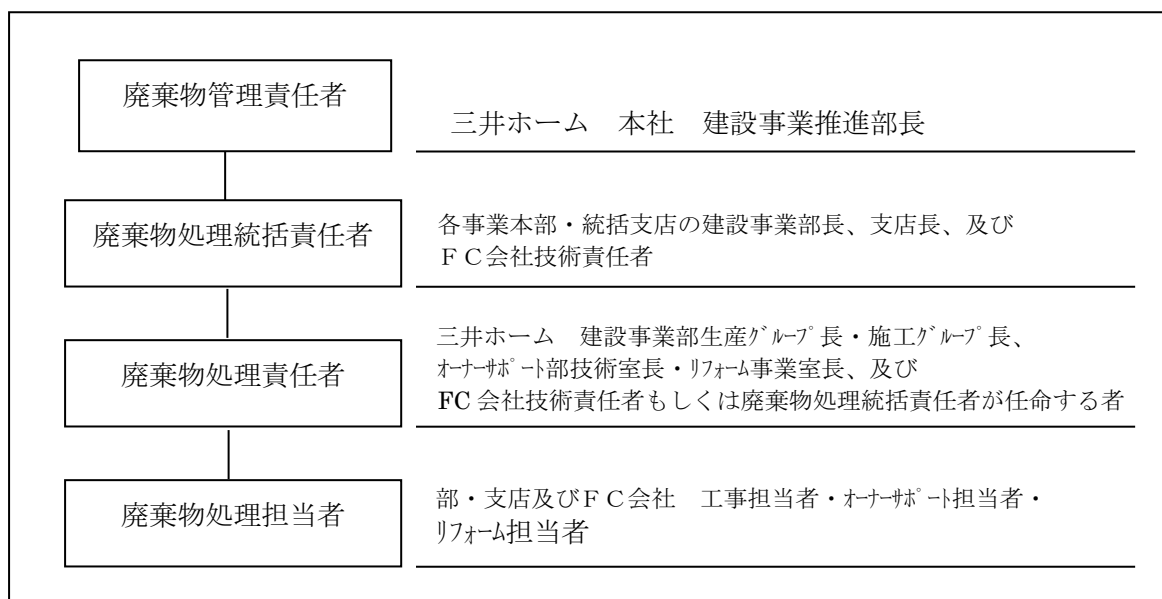 廃棄物管理責任者
三井ホーム　本社　建設事業推進部長
廃棄物処理統括責任者
各事業本部・統括支店の建設事業部長、支店長、及び
ＦＣ会社技術責任者
廃棄物処理責任者
三井ホーム　建設事業部生産ｸﾞﾙｰﾌﾟ長・施工ｸﾞﾙｰﾌﾟ長、
ｵｰﾅｰｻﾎﾟｰﾄ部技術室長・ﾘﾌｫｰﾑ事業室長、及び
FC 会社技術責任者もしくは廃棄物処理統括責任者が任命する者
廃棄物処理担当者
部・支店及びＦＣ会社　工事担当者・ｵｰﾅｰｻﾎﾟｰﾄ担当者・
ﾘﾌｫｰﾑ担当者